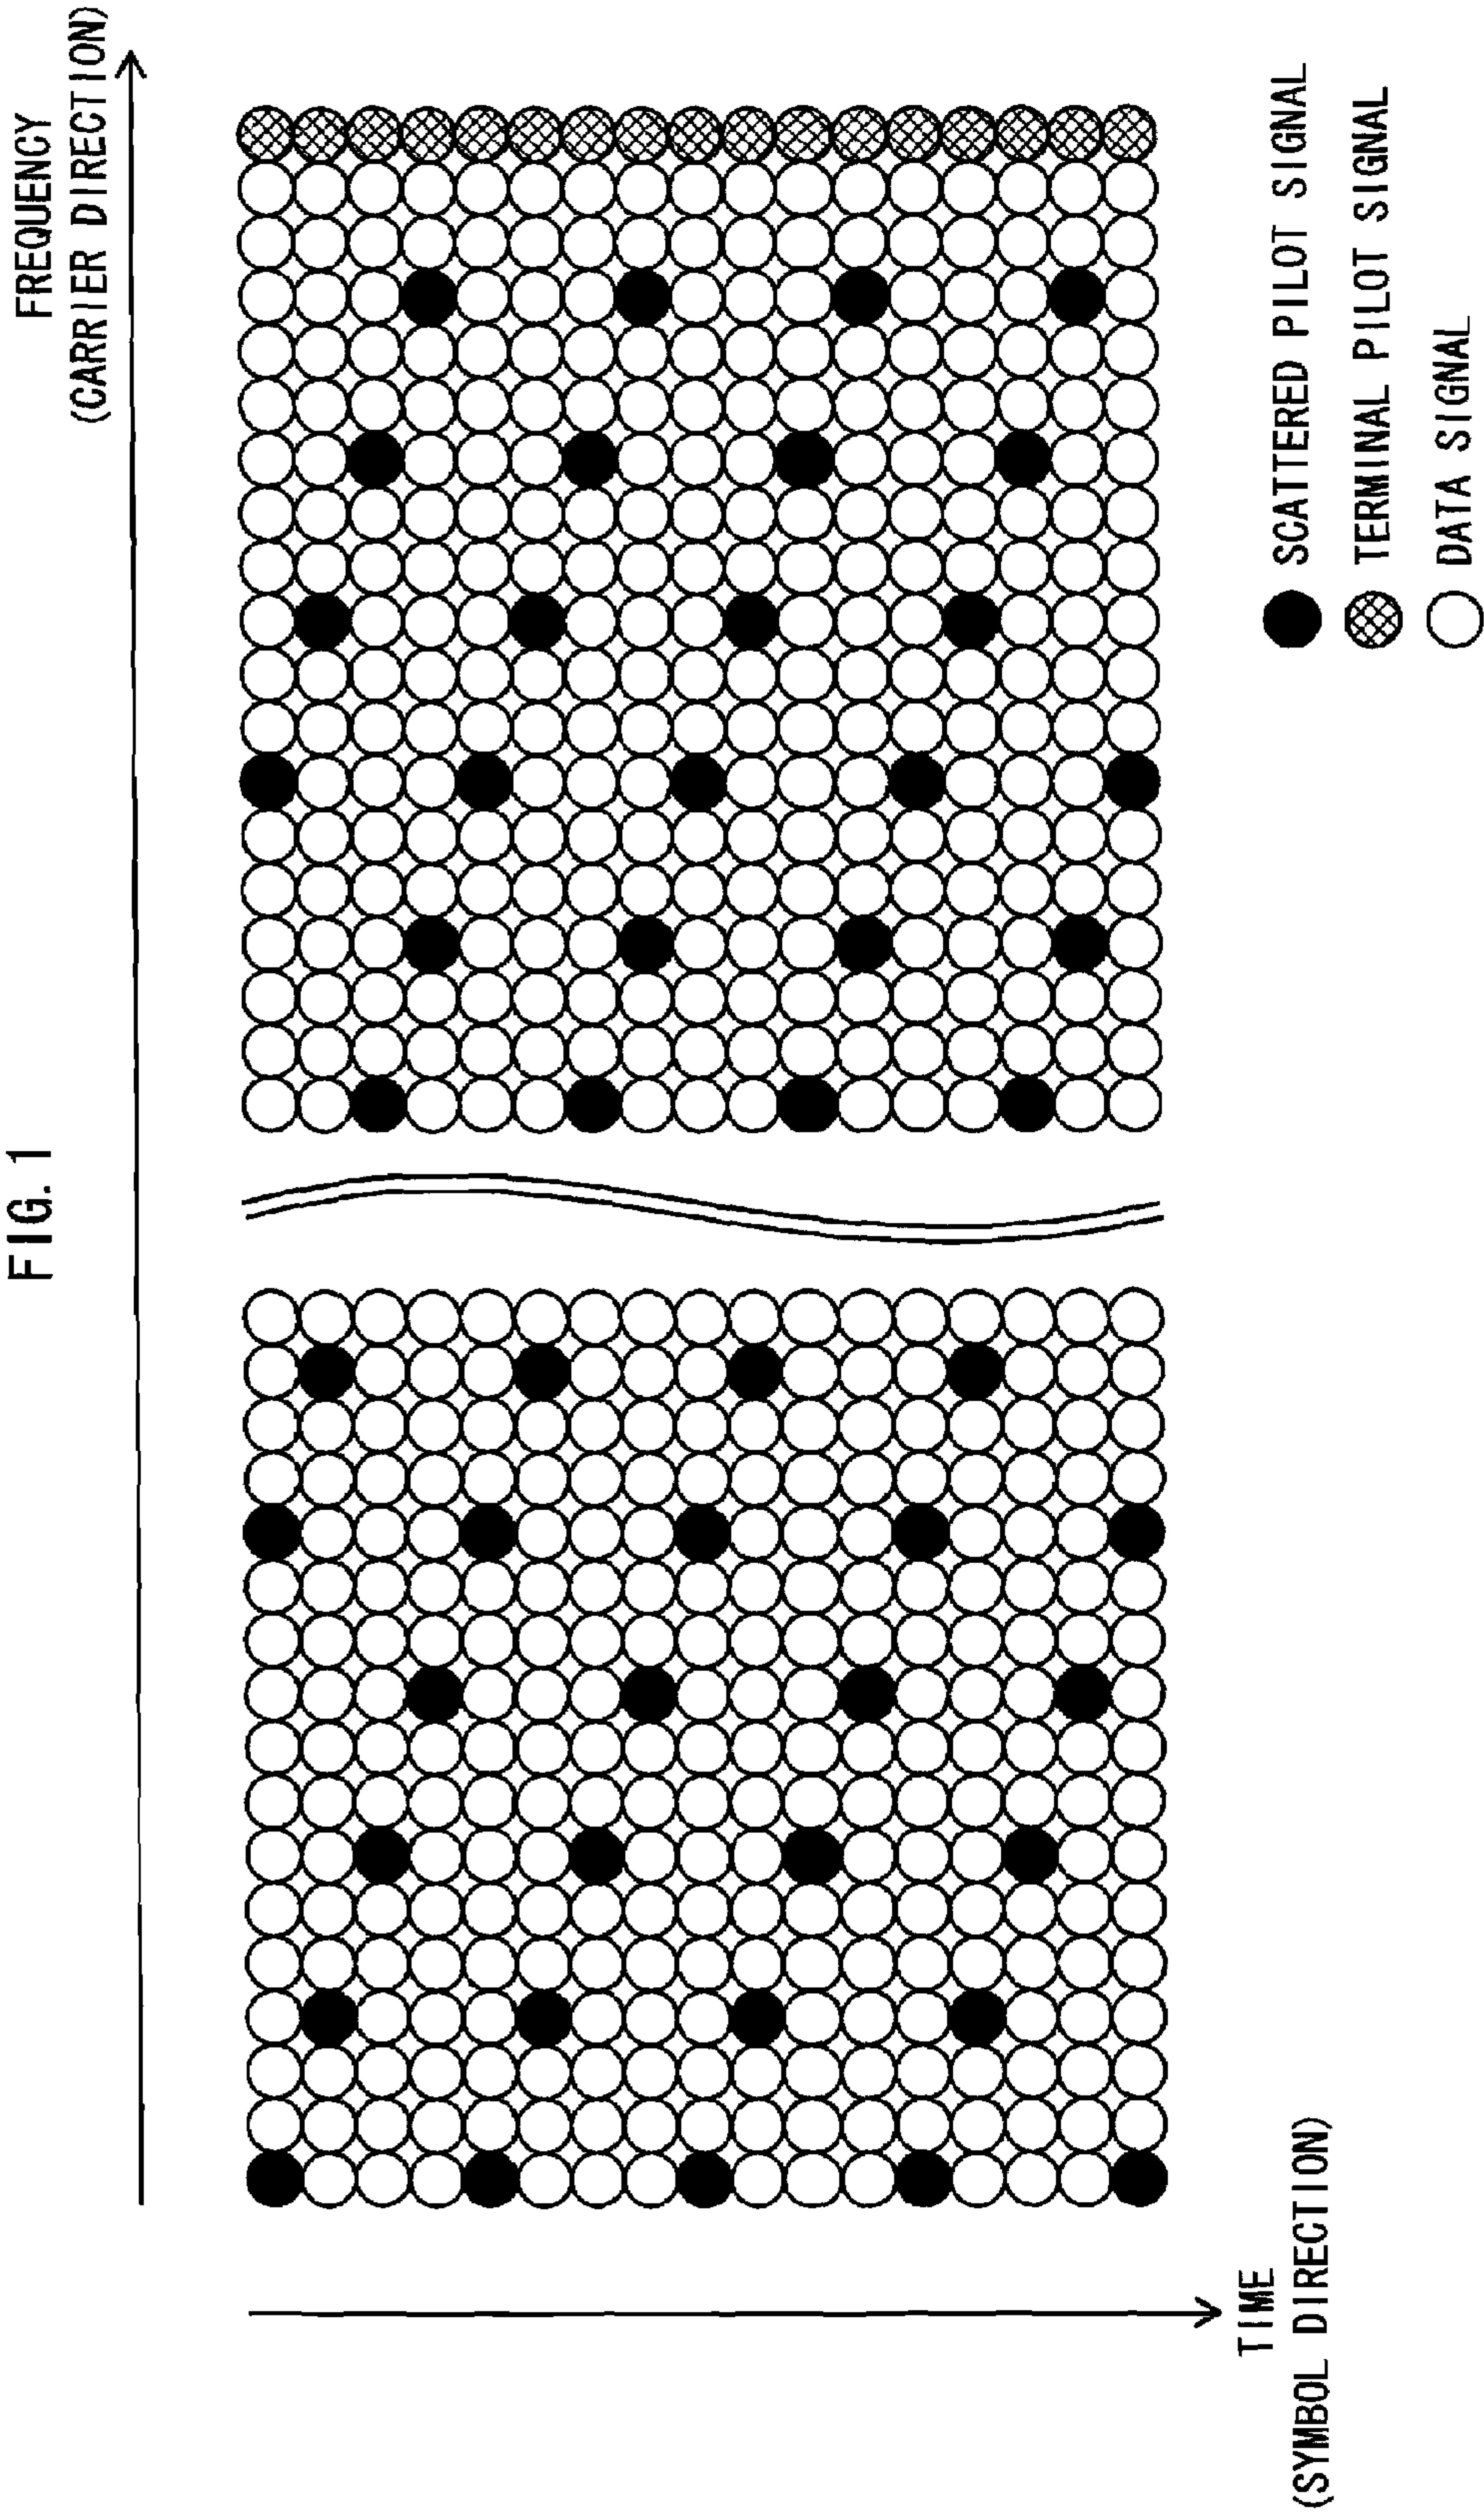 FIG. 1
FREQUENCY
(CARRIER DIRECTION)
TIME
(SYMBOL DIRECTION)
SCATTERED PILOT SIGNAL
TERMINAL PILOT SIGNAL
DATA SIGNAL